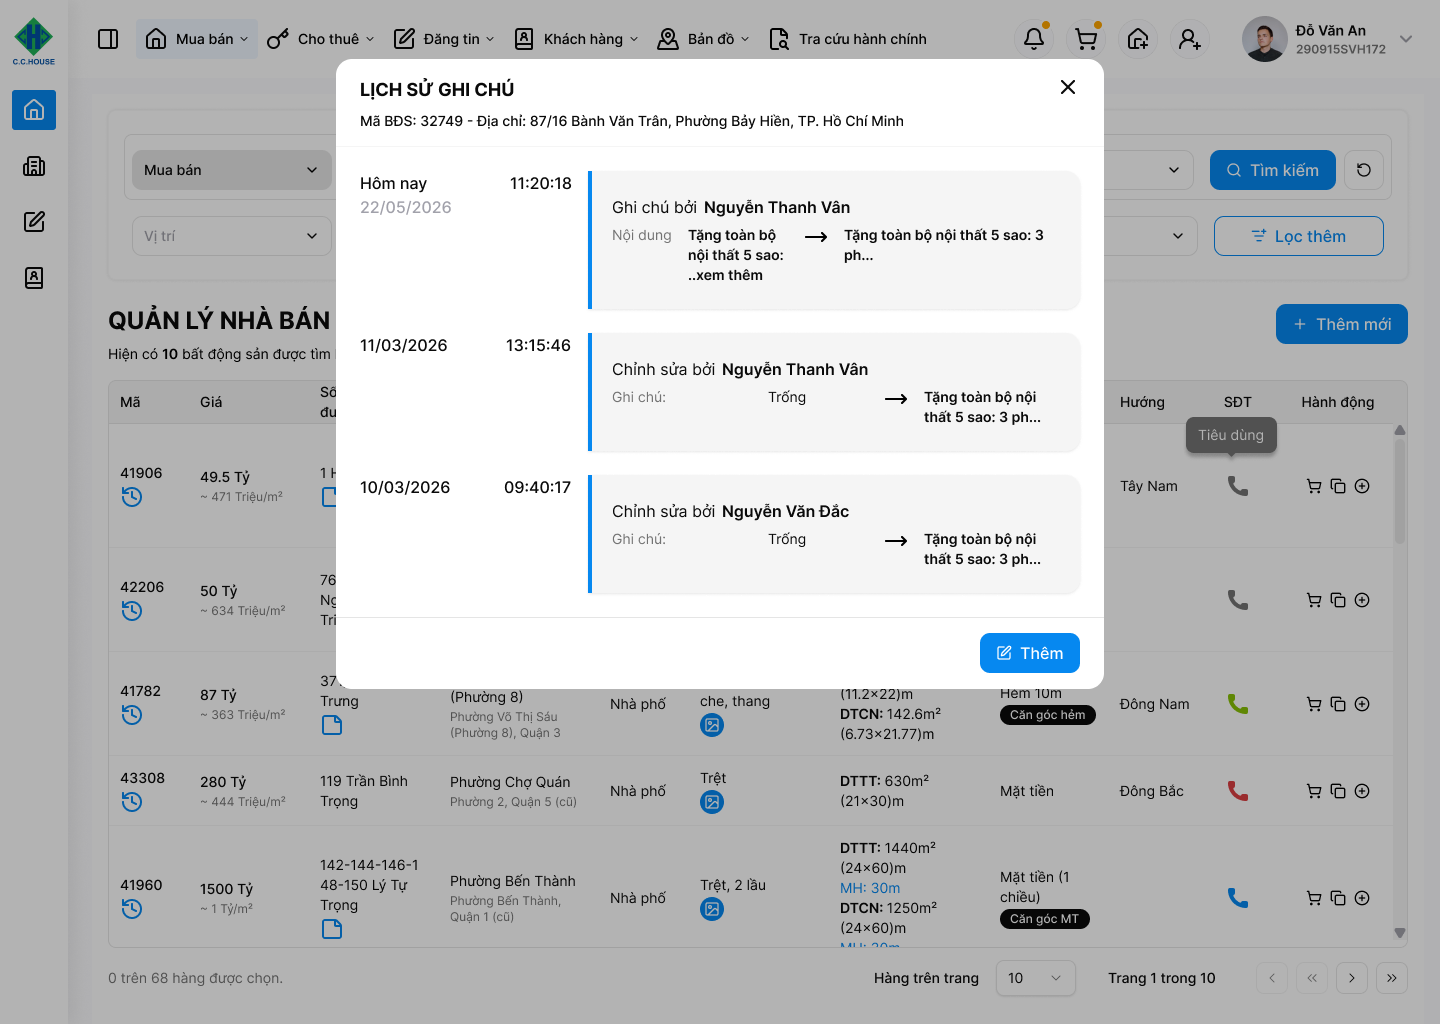 C.C.HOUSE
Mua bán
Cho thuê
Đăng tin
Khách hàng
Bản đồ
Tra cứu hành chính
Đỗ Văn An
290915SVH172
Mua bán
Tìm kiếm
Vị trí
Lọc thêm
QUẢN LÝ NHÀ BÁN
Hiện có 10 bất động sản được tìm
Thêm mới
LỊCH SỬ GHI CHÚ
Mã BĐS: 32749 - Địa chỉ: 87/16 Bành Văn Trân, Phường Bảy Hiền, TP. Hồ Chí Minh
Hôm nay
22/05/2026
11:20:18
Ghi chú bởi Nguyễn Thanh Vân
Nội dung
Tặng toàn bộ
nội thất 5 sao:
..xem thêm
Tặng toàn bộ nội thất 5 sao: 3
ph...
11/03/2026
13:15:46
Chỉnh sửa bởi Nguyễn Thanh Vân
Ghi chú:
Trống
Tặng toàn bộ nội
thất 5 sao: 3 ph...
10/03/2026
09:40:17
Chỉnh sửa bởi Nguyễn Văn Đắc
Ghi chú:
Trống
Tặng toàn bộ nội
thất 5 sao: 3 ph...
Thêm
Mã
Giá
Số
Hướng
SĐT
Hành động
Tiêu dùng
41906
49.5 Tỷ
~ 471 Triệu/m²
Tây Nam
42206
50 Tỷ
~ 634 Triệu/m²
76
41782
87 Tỷ
~ 363 Triệu/m²
37
Trưng
(Phường 8)
Phường Võ Thị Sáu
(Phường 8), Quận 3
Nhà phố
che, thang
(11.2×22)m
DTCN: 142.6m²
(6.73×21.77)m
Hẻm 10m
Căn góc hẻm
Đông Nam
43308
280 Tỷ
~ 444 Triệu/m²
119 Trần Bình
Trọng
Phường Chợ Quán
Phường 2, Quận 5 (cũ)
Nhà phố
Trệt
DTTT: 630m²
(21×30)m
Mặt tiền
Đông Bắc
41960
1500 Tỷ
~ 1 Tỷ/m²
142-144-146-1
48-150 Lý Tự
Trọng
Phường Bến Thành
Phường Bến Thành,
Quận 1 (cũ)
Nhà phố
Trệt, 2 lầu
DTTT: 1440m²
(24×60)m
MH: 30m
DTCN: 1250m²
(24×60)m
MH: 30m
Mặt tiền (1
chiều)
Căn góc MT
0 trên 68 hàng được chọn.
Hàng trên trang
10
Trang 1 trong 10